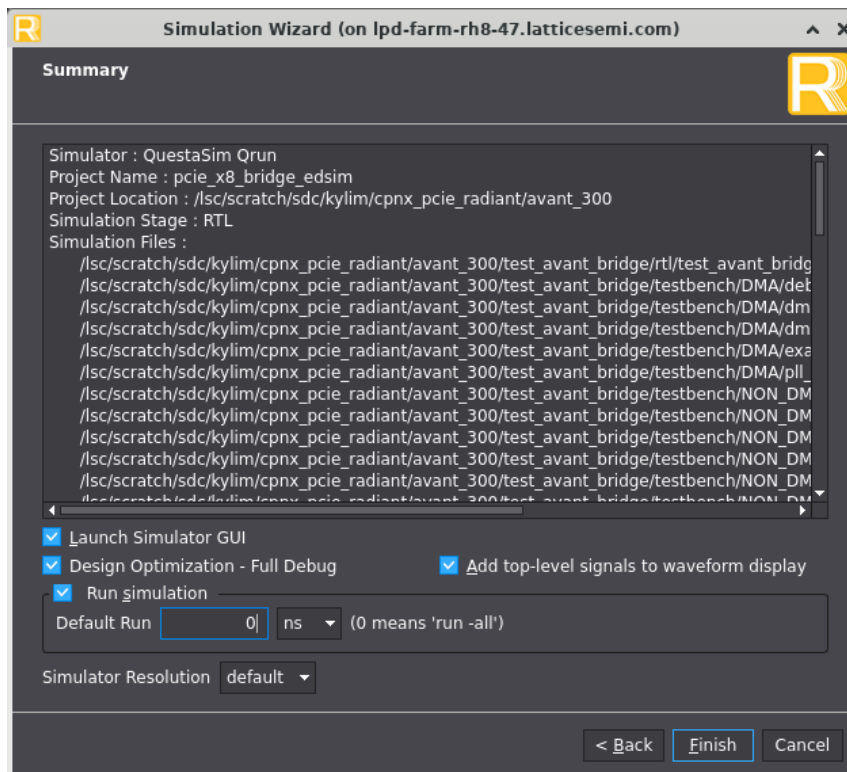 Simulation Wizard (on lpd-farm-rh8-47.latticesemi.com)
Summary
Simulator : QuestaSim Qrun
Project Name : pcie_x8_bridge_edsim
Project Location : /lsc/scratch/sdc/kylim/cpnx_pcie_radiant/avant_300
Simulation Stage : RTL
Simulation Files :
/lsc/scratch/sdc/kylim/cpnx_pcie_radiant/avant_300/test_avant_bridge/rtl/test_avant_bridg
/lsc/scratch/sdc/kylim/cpnx_pcie_radiant/avant_300/test_avant_bridge/testbench/DMA/deb
/lsc/scratch/sdc/kylim/cpnx_pcie_radiant/avant_300/test_avant_bridge/testbench/DMA/dm
/lsc/scratch/sdc/kylim/cpnx_pcie_radiant/avant_300/test_avant_bridge/testbench/DMA/dm
/lsc/scratch/sdc/kylim/cpnx_pcie_radiant/avant_300/test_avant_bridge/testbench/DMA/exa
/lsc/scratch/sdc/kylim/cpnx_pcie_radiant/avant_300/test_avant_bridge/testbench/DMA/pll_
/lsc/scratch/sdc/kylim/cpnx_pcie_radiant/avant_300/test_avant_bridge/testbench/NON_DM
/lsc/scratch/sdc/kylim/cpnx_pcie_radiant/avant_300/test_avant_bridge/testbench/NON_DM
/lsc/scratch/sdc/kylim/cpnx_pcie_radiant/avant_300/test_avant_bridge/testbench/NON_DM
/lsc/scratch/sdc/kylim/cpnx_pcie_radiant/avant_300/test_avant_bridge/testbench/NON_DM
/lsc/scratch/sdc/kylim/cpnx_pcie_radiant/avant_300/test_avant_bridge/testbench/NON_DM
Launch Simulator GUI
Design Optimization - Full Debug Add top-level signals to waveform display
Run simulation
Default Run 0 ns (0 means 'run -all')
Simulator Resolution default
< Back Finish Cancel